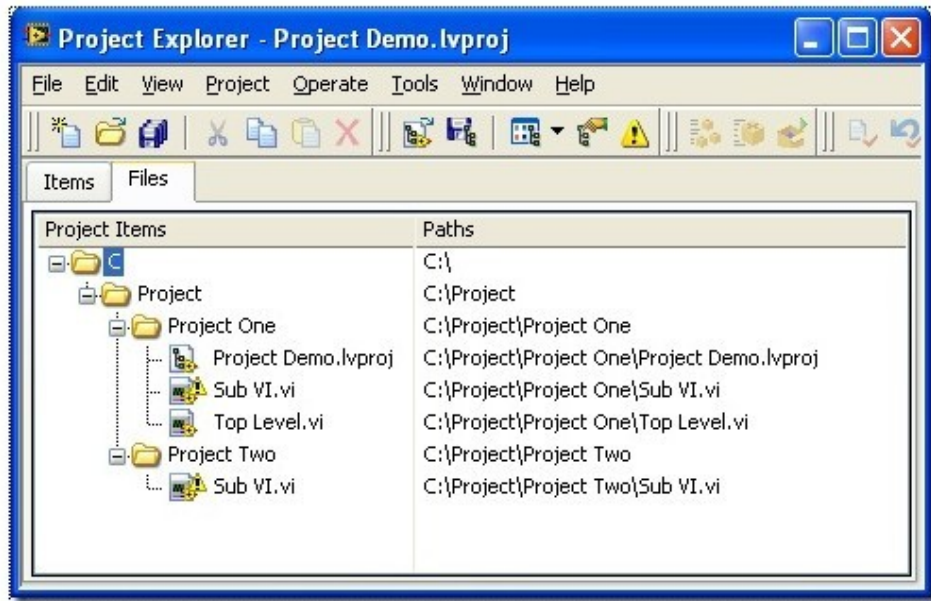 Project Explorer - Project Demo.lvproj
File Edit View Project Operate Tools Window Help
Items Files
Project Items Paths
C C:\
Project C:\Project
Project One C:\Project\Project One
Project Demo.lvproj C:\Project\Project One\Project Demo.lvproj
Sub VI.vi C:\Project\Project One\Sub VI.vi
Top Level.vi C:\Project\Project One\Top Level.vi
Project Two C:\Project\Project Two
Sub VI.vi C:\Project\Project Two\Sub VI.vi